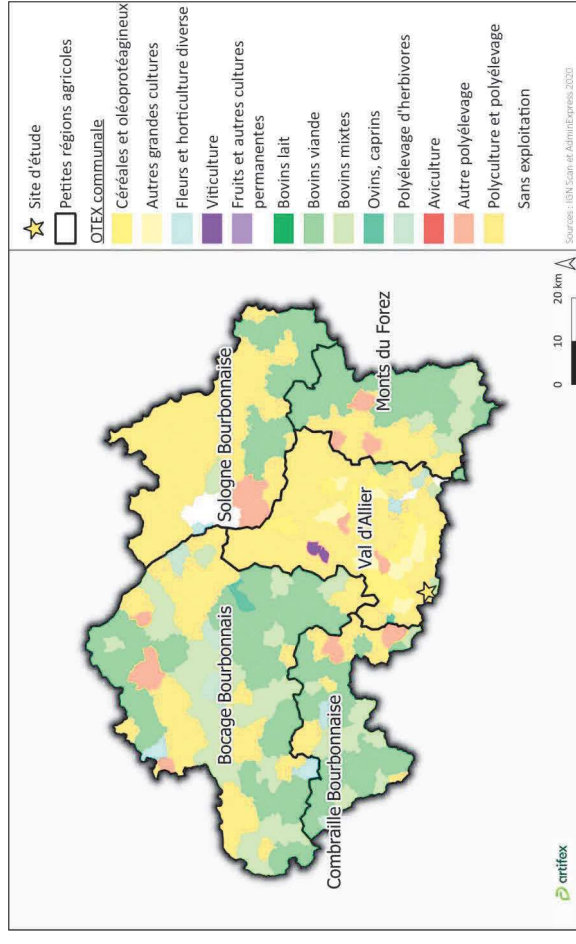 Site d'étude
Petites régions agricoles
OTEX communale
Céréales et oléoprotéagineux
Autres grandes cultures
Fleurs et horticulture diverse
Viticulture
Fruits et autres cultures
permanentes
Bovins lait
Bovins viande
Bovins mixtes
Ovins, caprins
Polyélevage d'herbivores
Aviculture
Autre polyélevage
Polyculture et polyélevage
Sans exploitation
Sources : IGN Scan et AdminExpress 2020
Sologne Bourbonnaise
Bocage Bourbonnais
Monts du Forez
Val d'Allier
Combraille Bourbonnaise
0 10 20 km
artifex